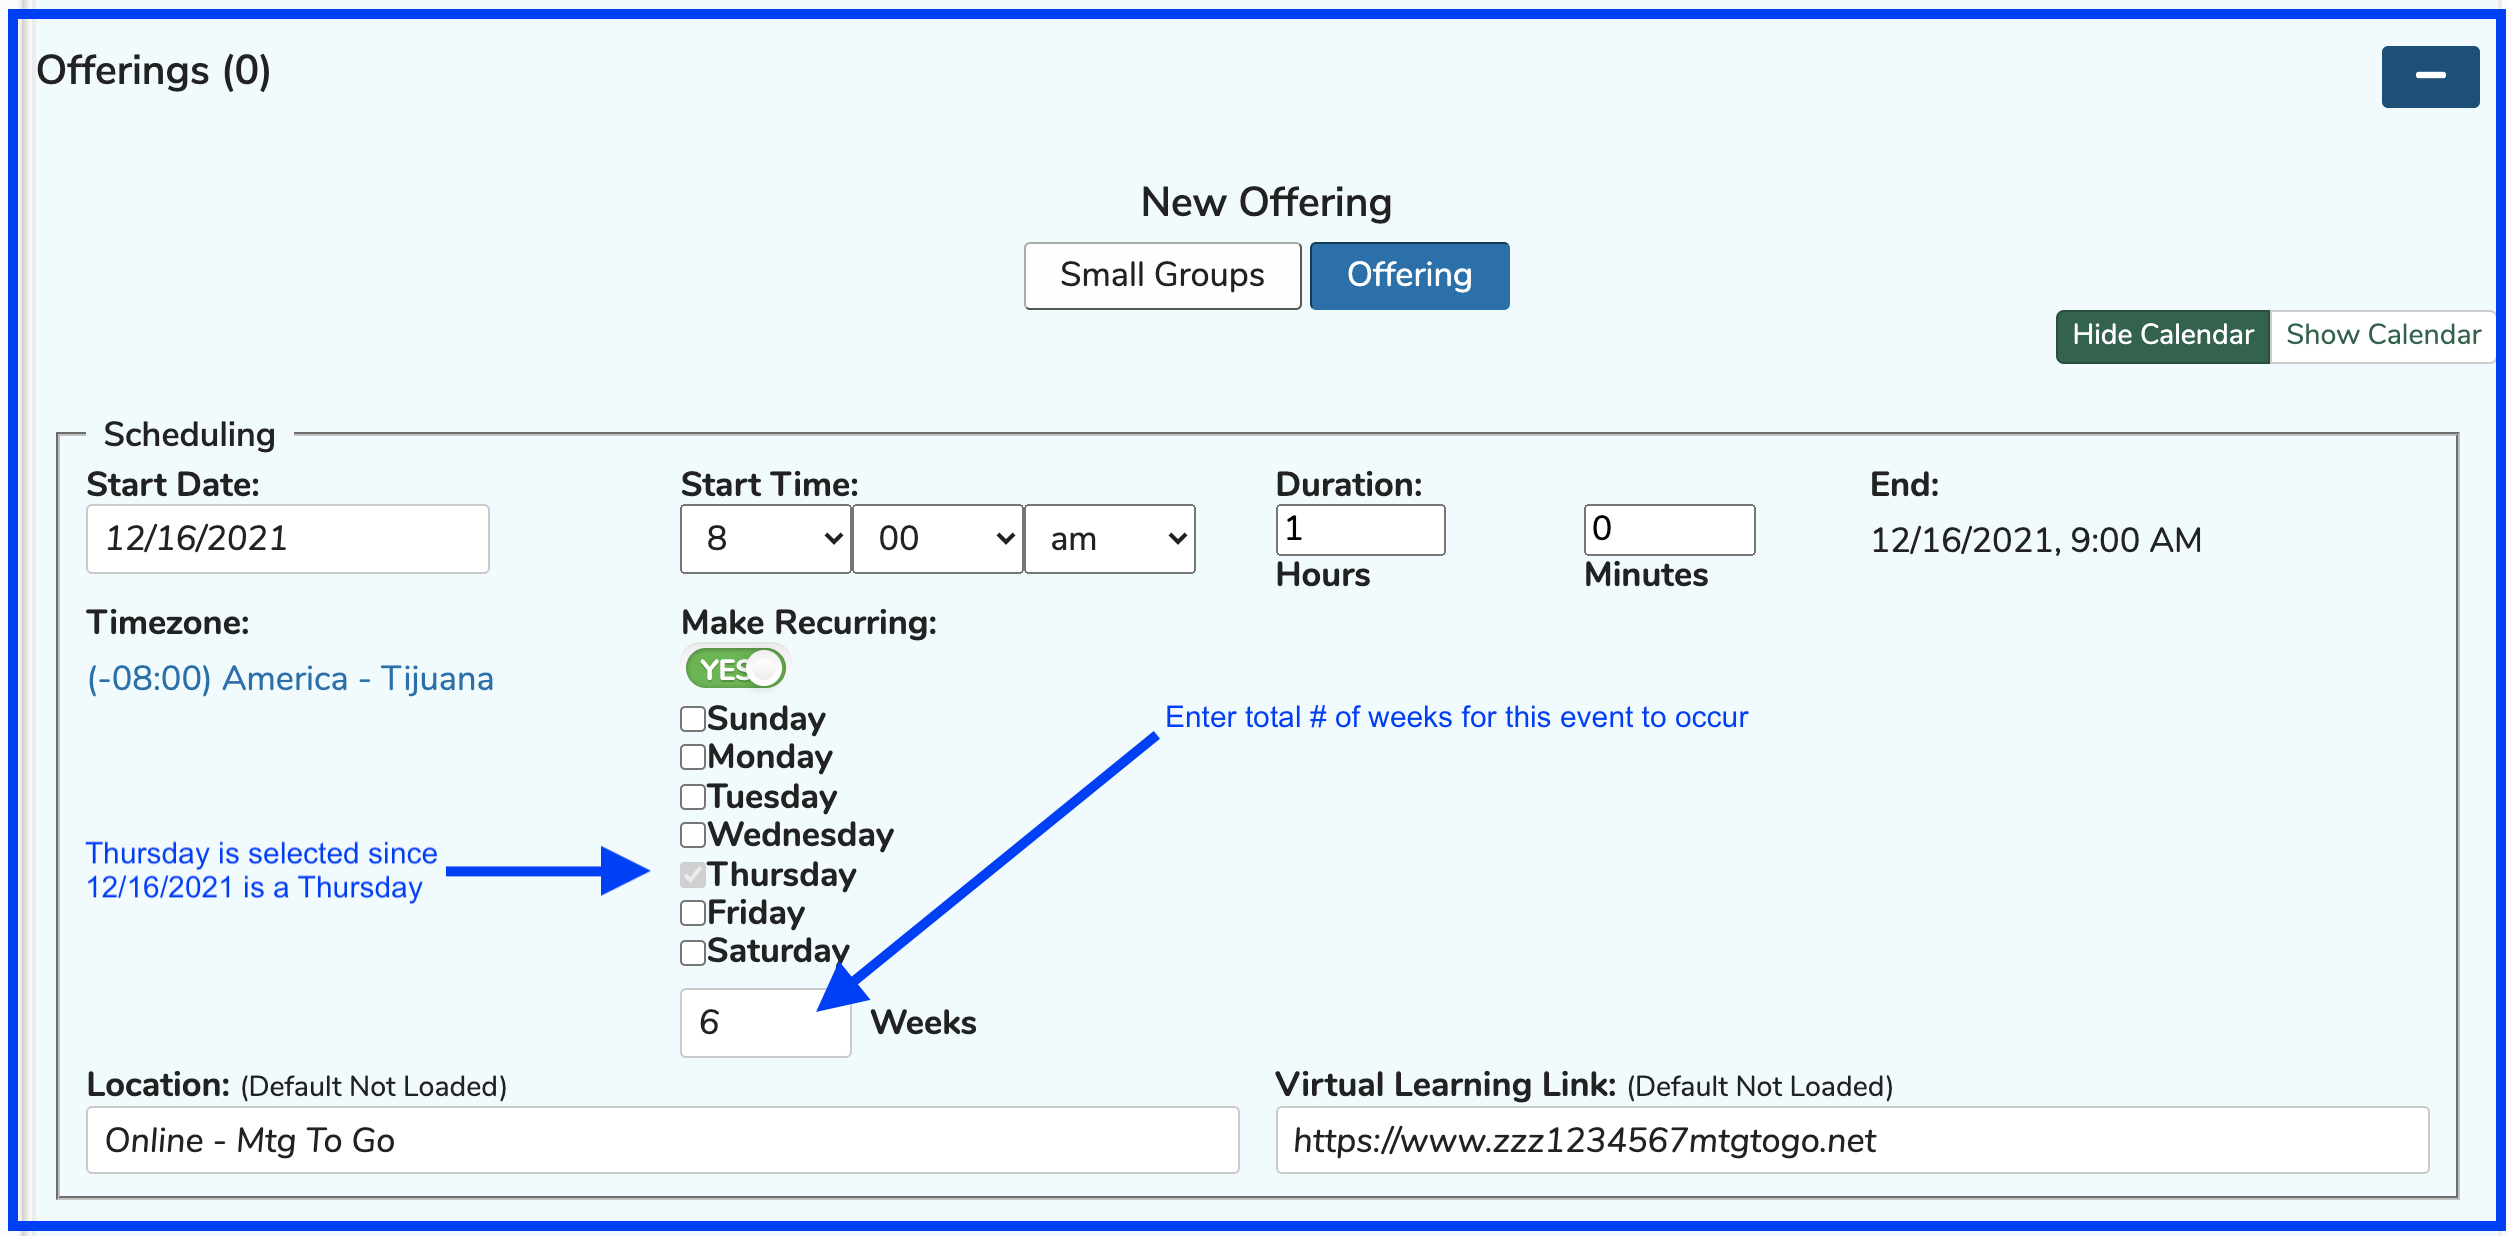 Offerings (0)
New Offering
Small Groups Offering
Hide Calendar Show Calendar
Scheduling
Start Date: Start Time: Duration: End:
12/16/2021 8 00 am 1 0 12/16/2021, 9:00 AM
Hours Minutes
Timezone: Make Recurring:
(-08:00) America - Tijuana YES
Sunday
Enter total # of weeks for this event to occur
Monday
Tuesday
Wednesday
Thursday is selected since
12/16/2021 is a Thursday
Thursday
Friday
Saturday
6 Weeks
Location: (Default Not Loaded) Virtual Learning Link: (Default Not Loaded)
Online - Mtg To Go https://www.zzz1234567mtgtogo.net